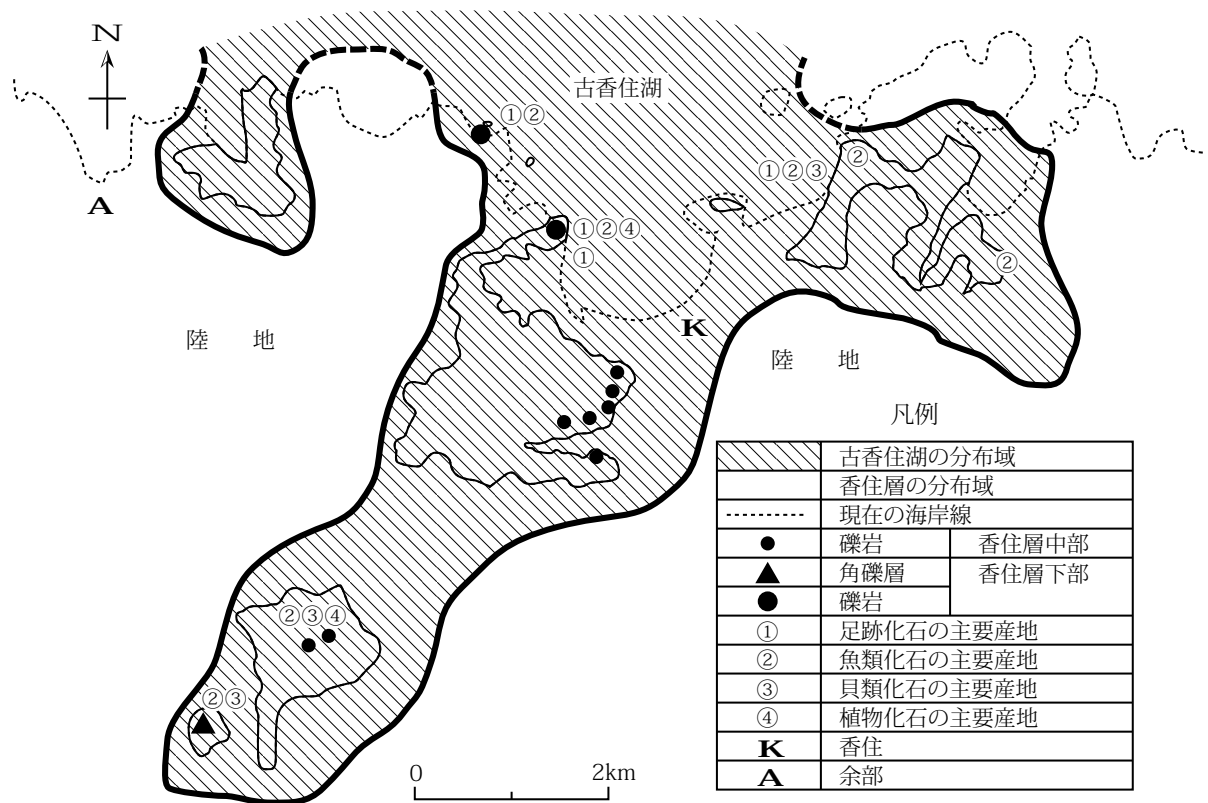 N
古香住湖
①②
①②③
②
A
①②④
①
②
K
陸 地
陸 地
凡例
古香住湖の分布域
香住層の分布域
現在の海岸線
礫岩 香住層中部
角礫層 香住層下部
礫岩
① 足跡化石の主要産地
② 魚類化石の主要産地
③ 貝類化石の主要産地
④ 植物化石の主要産地
K 香住
A 余部
②③④
②③
0 2km